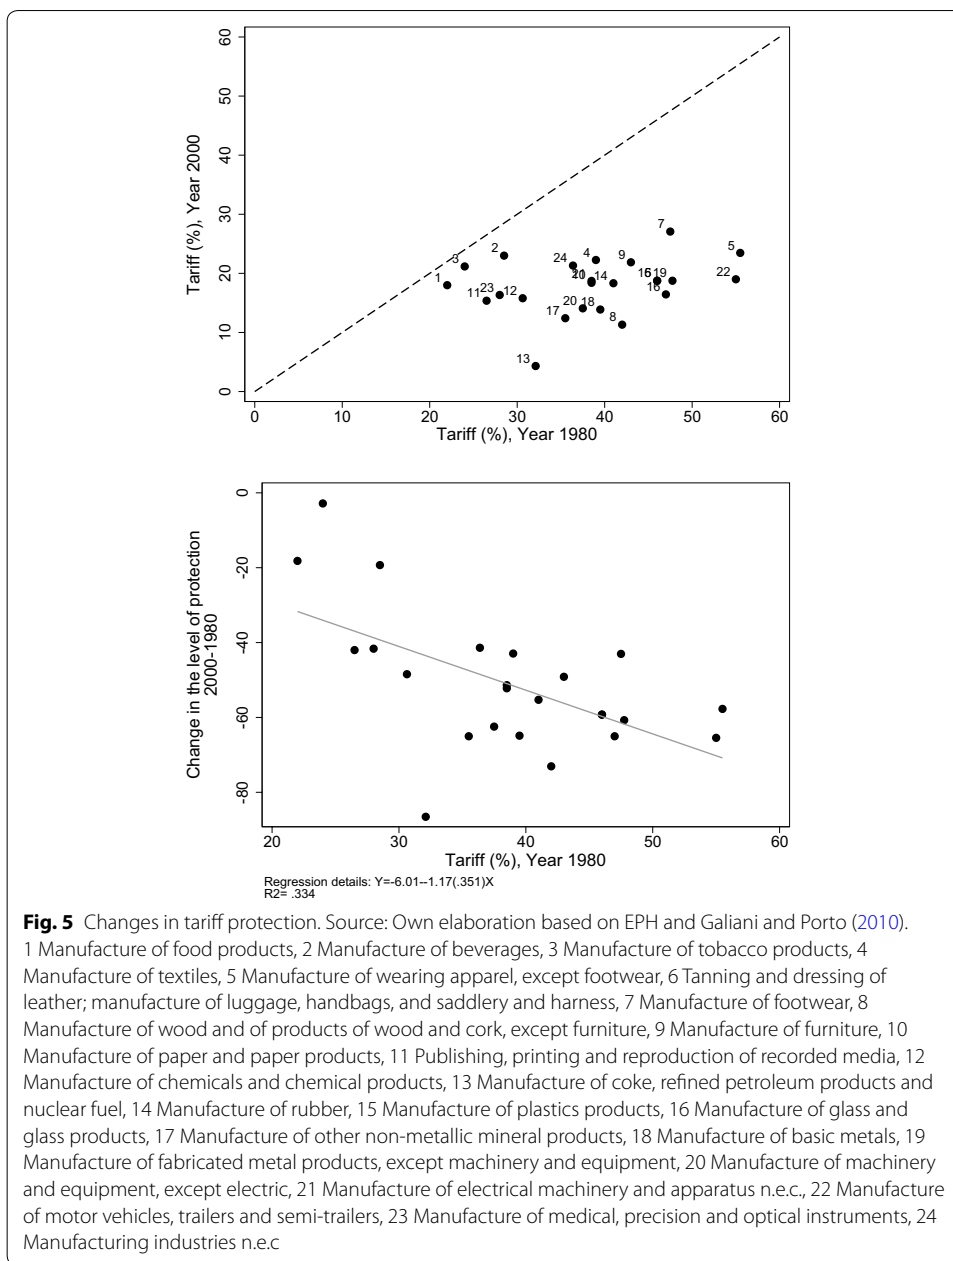 Tariff (%), Year 2000
60
50
40
30
20
10
0
7
5
2
4
9
3
24
22
1
21
10
14
15
6
19
11
23
12
16
20
18
17
8
13
0 10 20 30 40 50 60
Tariff (%), Year 1980
Change in the level of protection
2000-1980
0
-20
-40
-60
-80
20 30 40 50 60
Tariff (%), Year 1980
Regression details: Y=-6.01--1.17(.351)X
R2= .334
Fig. 5 Changes in tariff protection. Source: Own elaboration based on EPH and Galiani and Porto (2010).
1 Manufacture of food products, 2 Manufacture of beverages, 3 Manufacture of tobacco products, 4
Manufacture of textiles, 5 Manufacture of wearing apparel, except footwear, 6 Tanning and dressing of
leather; manufacture of luggage, handbags, and saddlery and harness, 7 Manufacture of footwear, 8
Manufacture of wood and of products of wood and cork, except furniture, 9 Manufacture of furniture, 10
Manufacture of paper and paper products, 11 Publishing, printing and reproduction of recorded media, 12
Manufacture of chemicals and chemical products, 13 Manufacture of coke, refined petroleum products and
nuclear fuel, 14 Manufacture of rubber, 15 Manufacture of plastics products, 16 Manufacture of glass and
glass products, 17 Manufacture of other non-metallic mineral products, 18 Manufacture of basic metals, 19
Manufacture of fabricated metal products, except machinery and equipment, 20 Manufacture of machinery
and equipment, except electric, 21 Manufacture of electrical machinery and apparatus n.e.c., 22 Manufacture
of motor vehicles, trailers and semi-trailers, 23 Manufacture of medical, precision and optical instruments, 24
Manufacturing industries n.e.c